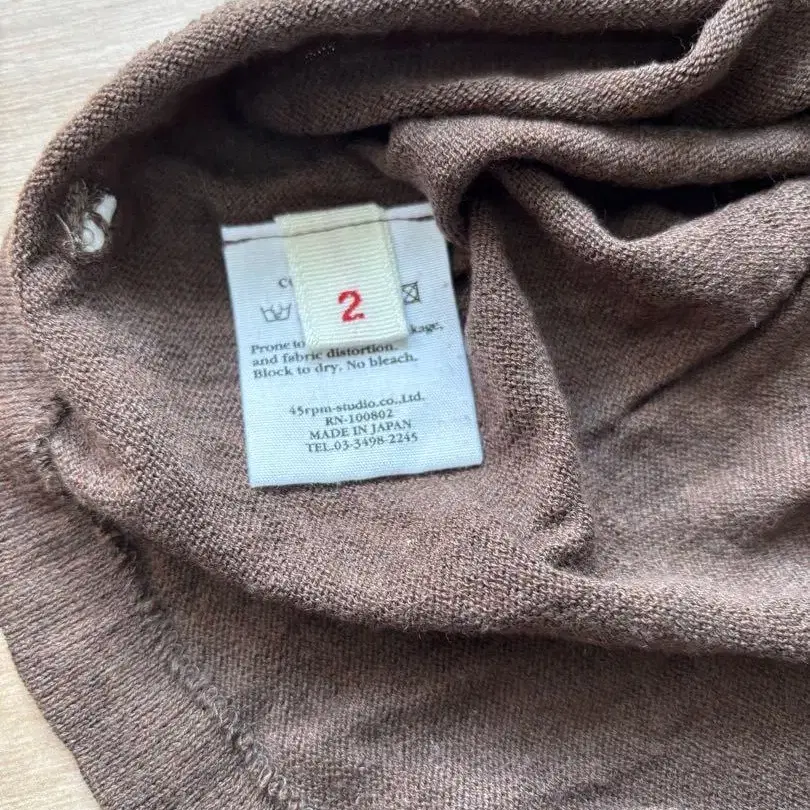 2
Prone to kage,
and fabric distortion.
Block to dry. No bleach.
45rpm-studio.co.,Ltd.
RN-100802
MADE IN JAPAN
TEL.03-3498-2245